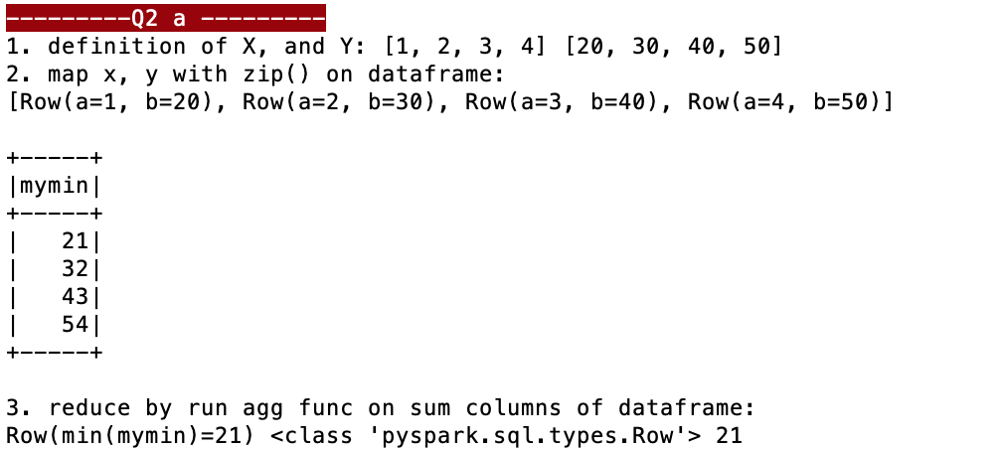 ---------Q2 a ---------
1. definition of X, and Y: [1, 2, 3, 4] [20, 30, 40, 50]
2. map x, y with zip() on dataframe:
[Row(a=1, b=20), Row(a=2, b=30), Row(a=3, b=40), Row(a=4, b=50)]
+-----+
|mymin|
+-----+
|   21|
|   32|
|   43|
|   54|
+-----+
3. reduce by run agg func on sum columns of dataframe:
Row(min(mymin)=21) <class 'pyspark.sql.types.Row'> 21